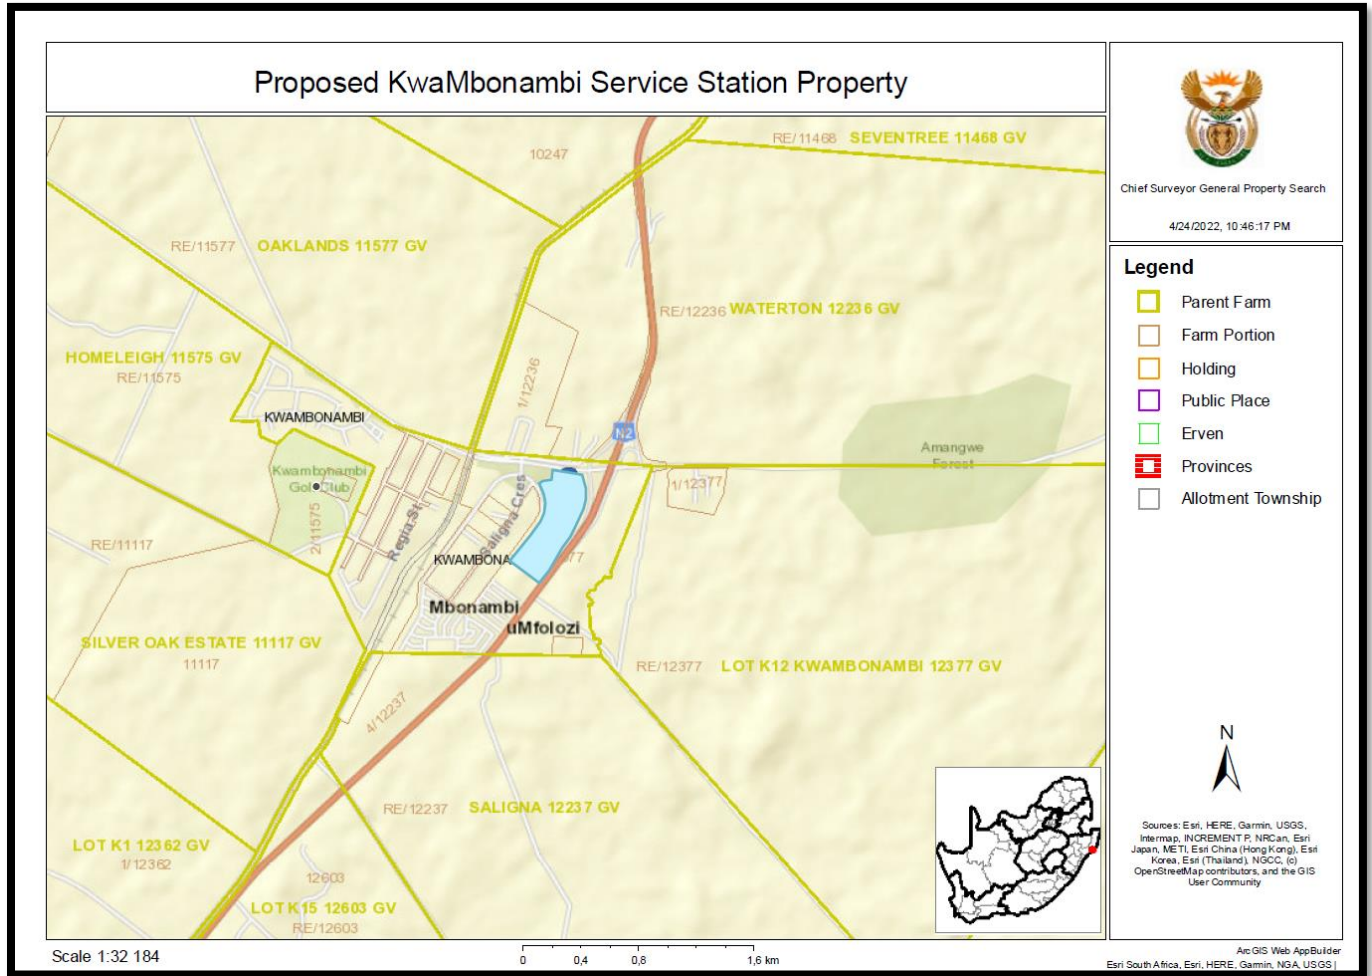 Proposed KwaMbonambi Service Station Property
Chief Surveyor General Property Search
4/24/2022, 10:46:17 PM
Legend
Parent Farm
Farm Portion
Holding
Public Place
Erven
Provinces
Allotment Township
N
Sources: Esri, HERE, Garmin, USGS,
Intermap, INCREMENT P, NRCan, Esri
Japan, METI, Esri China (Hong Kong), Esri
Korea, Esri (Thailand), NGCC, (c)
OpenStreetMap contributors, and the GIS
User Community
10247
RE/11468 SEVENTREE 11468 GV
RE/11577 OAKLANDS 11577 GV
RE/12236 WATERTON 12236 GV
HOMELEIGH 11575 GV
RE/11575
1/12236
KWAMBONAMBI
N2
Kwambonambi
Golf Club
2/11575
Regia St
Saligna Cres
Amangwe
Forest
1/12377
RE/11117
KWAMBONA
77
Mbonambi
uMfolozi
SILVER OAK ESTATE 11117 GV
11117
RE/12377 LOT K12 KWAMBONAMBI 12377 GV
4/12237
RE/12237 SALIGNA 12237 GV
LOT K1 12362 GV
1/12362
12603
LOT K15 12603 GV
RE/12603
Scale 1:32 184
0 0,4 0,8 1,6 km
ArcGIS Web AppBuilder
Esri South Africa, Esri, HERE, Garmin, NGA, USGS |